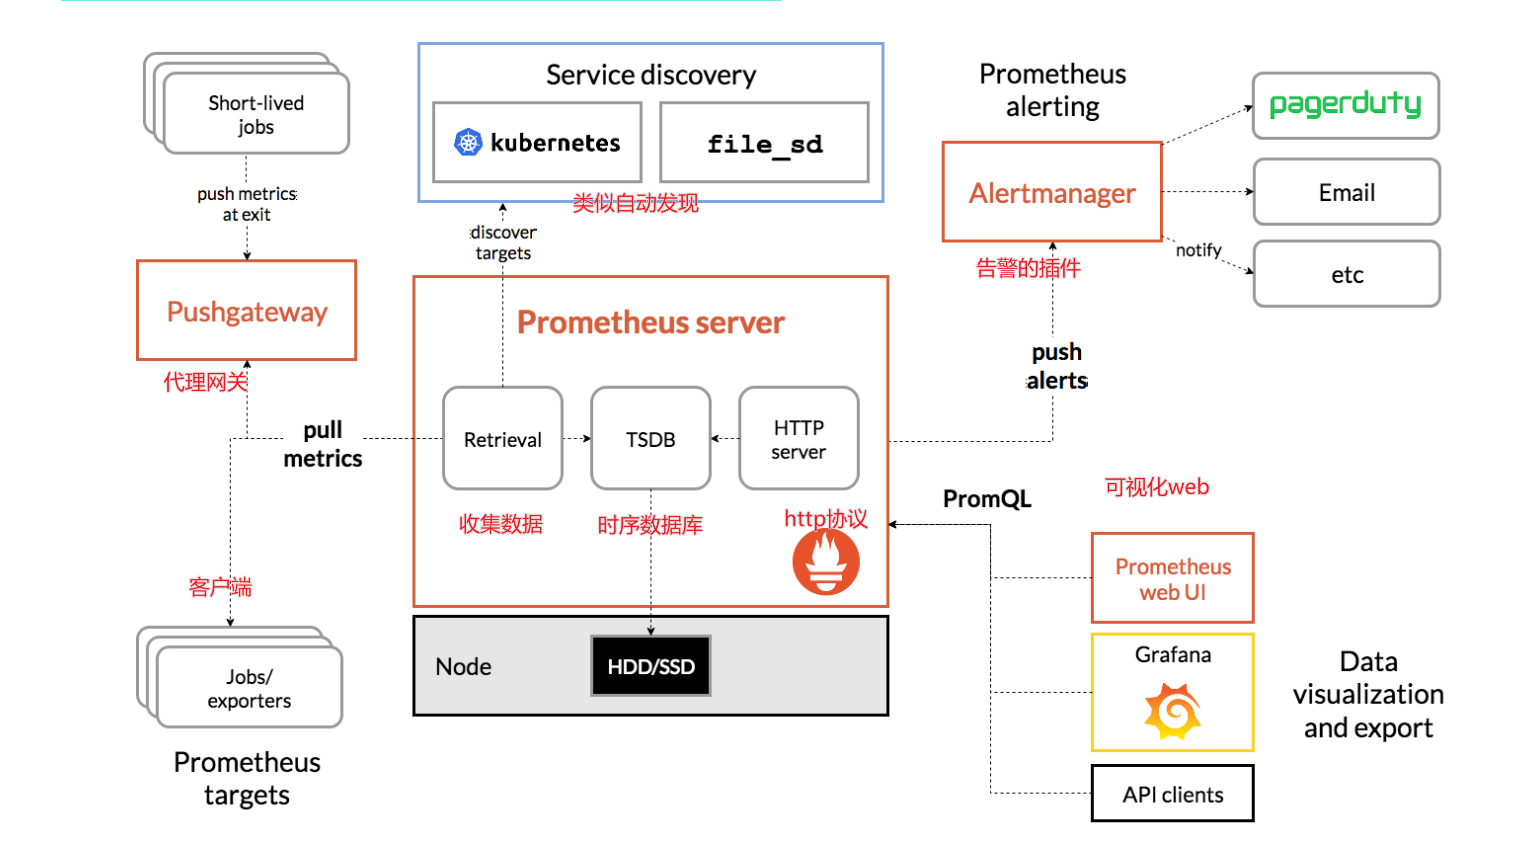 Short-lived
jobs
push metrics
at exit
Pushgateway
代理网关
pull
metrics
客户端
Jobs/
exporters
Prometheus
targets
Service discovery
kubernetes
file_sd
类似自动发现
discover
targets
Prometheus server
Retrieval
TSDB
HTTP
server
收集数据
时序数据库
http协议
Node
HDD/SSD
Prometheus
alerting
Alertmanager
告警的插件
pagerduty
Email
etc
notify
push
alerts
PromQL
可视化web
Prometheus
web UI
Grafana
API clients
Data
visualization
and export